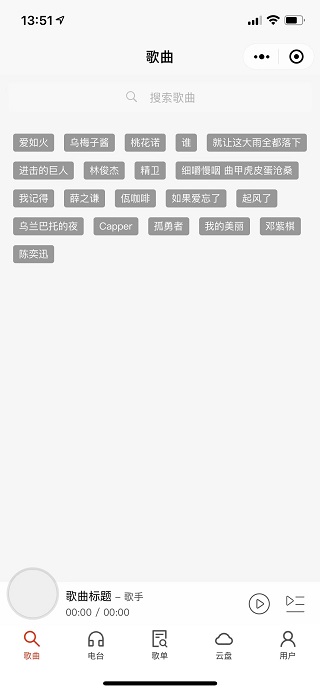 13:51
歌曲
搜索歌曲
爱如火 乌梅子酱 桃花诺 谁 就让这大雨全都落下
进击的巨人 林俊杰 精卫 细嚼慢咽 曲甲虎皮蛋沧桑
我记得 薛之谦 佤咖啡 如果爱忘了 起风了
乌兰巴托的夜 Capper 孤勇者 我的美丽 邓紫棋
陈奕迅
歌曲标题 – 歌手
00:00 / 00:00
歌曲 电台 歌单 云盘 用户